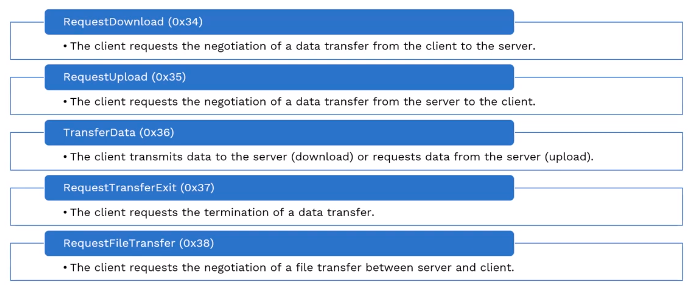 RequestDownload (0x34)
• The client requests the negotiation of a data transfer from the client to the server.
RequestUpload (0x35)
• The client requests the negotiation of a data transfer from the server to the client.
TransferData (0x36)
• The client transmits data to the server (download) or requests data from the server (upload).
RequestTransferExit (0x37)
• The client requests the termination of a data transfer.
RequestFileTransfer (0x38)
• The client requests the negotiation of a file transfer between server and client.